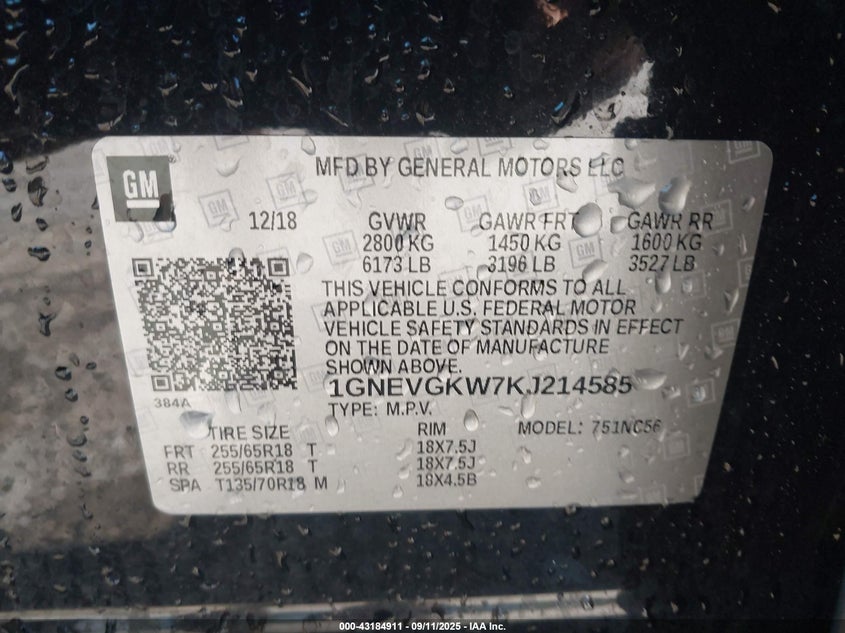 GM
MFD BY GENERAL MOTORS LLC
12/18 GVWR GAWR FRT GAWR RR
2800 KG 1450 KG 1600 KG
6173 LB 3196 LB 3527 LB
THIS VEHICLE CONFORMS TO ALL
APPLICABLE U.S. FEDERAL MOTOR
VEHICLE SAFETY STANDARDS IN EFFECT
ON THE DATE OF MANUFACTURE
SHOWN ABOVE.
384A
1GNEVGKW7KJ214585
TYPE: M.P.V.
TIRE SIZE RIM MODEL: 751NC56
FRT 255/65R18 T 18X7.5J
RR 255/65R18 T 18X7.5J
SPA T135/70R18 M 18X4.5B
000-43184911 - 09/11/2025 - IAA Inc.